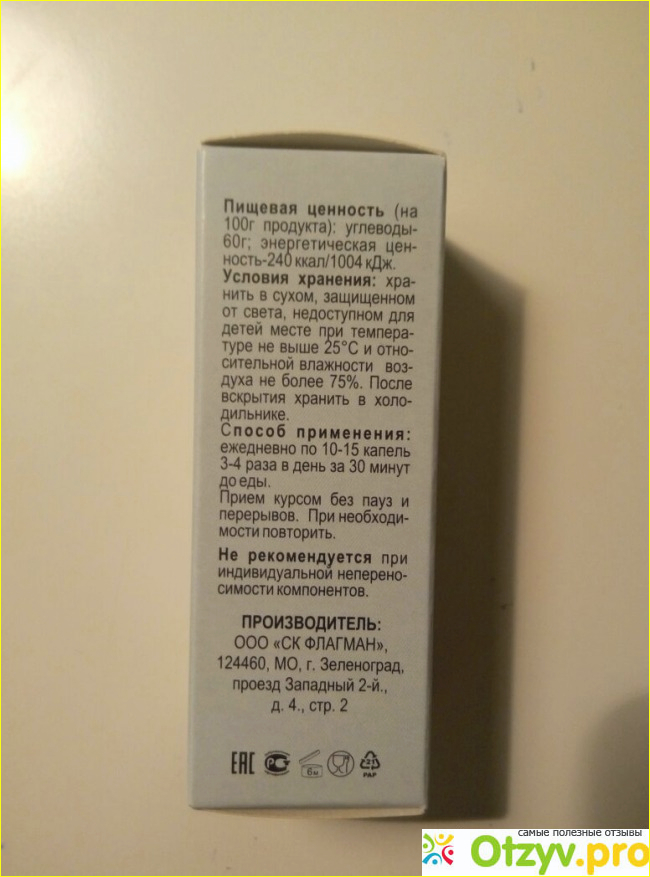 Пищевая ценность (на
100г продукта): углеводы-
60г; энергетическая цен-
ность-240 ккал/1004 кДж.
Условия хранения: хра-
нить в сухом, защищенном
от света, недоступном для
детей месте при темпера-
туре не выше 25°С и отно-
сительной влажности воз-
духа не более 75%. После
вскрытия хранить в холо-
дильнике.
Способ применения:
ежедневно по 10-15 капель
3-4 раза в день за 30 минут
до еды.
Прием курсом без пауз и
перерывов. При необходи-
мости повторить.
Не рекомендуется при
индивидуальной неперено-
симости компонентов.
ПРОИЗВОДИТЕЛЬ:
ООО «СК ФЛАГМАН»,
124460, МО, г. Зеленоград,
проезд Западный 2-й.,
д. 4., стр. 2
ЕАС РСТ 6м 21
PAP
самые полезные отзывы
Otzyv.pro